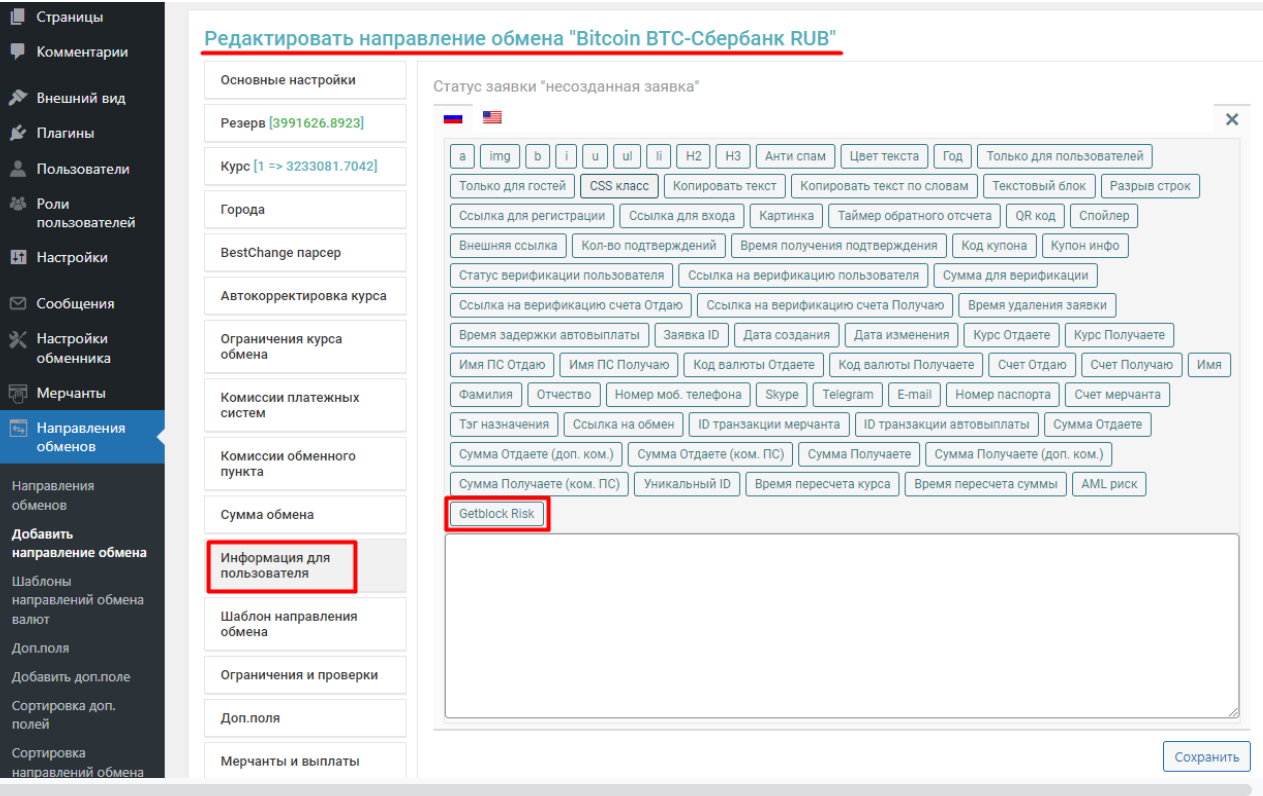 Страницы
Комментарии
Внешний вид
Плагины
Пользователи
Роли
пользователей
Настройки
Сообщения
Настройки
обменника
Мерчанты
Направления
обменов
Направления
обменов
Добавить
направление обмена
Шаблоны
направлений обмена
валют
Доп.поля
Добавить доп.поле
Сортировка доп.
полей
Сортировка
направлений обмена
Редактировать направление обмена "Bitcoin BTC-Сбербанк RUB"
Основные настройки
Резерв [3991626.8923]
Курс [1 => 3233081.7042]
Города
BestChange парсер
Автокорректировка курса
Ограничения курса
обмена
Комиссии платежных
систем
Комиссии обменного
пункта
Сумма обмена
Информация для
пользователя
Шаблон направления
обмена
Ограничения и проверки
Доп.поля
Мерчанты и выплаты
Статус заявки "несозданная заявка"
a img b i u ul li H2 H3 Анти спам Цвет текста Год Только для пользователей
Только для гостей CSS класс Копировать текст Копировать текст по словам Текстовый блок Разрыв строк
Ссылка для регистрации Ссылка для входа Картинка Таймер обратного отсчета QR код Спойлер
Внешняя ссылка Кол-во подтверждений Время получения подтверждения Код купона Купон инфо
Статус верификации пользователя Ссылка на верификацию пользователя Сумма для верификации
Ссылка на верификацию счета Отдаю Ссылка на верификацию счета Получаю Время удаления заявки
Время задержки автовыплаты Заявка ID Дата создания Дата изменения Курс Отдаете Курс Получаете
Имя ПС Отдаю Имя ПС Получаю Код валюты Отдаете Код валюты Получаете Счет Отдаю Счет Получаю Имя
Фамилия Отчество Номер моб. телефона Skype Telegram E-mail Номер паспорта Счет мерчанта
Тэг назначения Ссылка на обмен ID транзакции мерчанта ID транзакции автовыплаты Сумма Отдаете
Сумма Отдаете (доп. ком.) Сумма Отдаете (ком. ПС) Сумма Получаете Сумма Получаете (доп. ком.)
Сумма Получаете (ком. ПС) Уникальный ID Время пересчета курса Время пересчета суммы AML риск
Getblock Risk
Сохранить